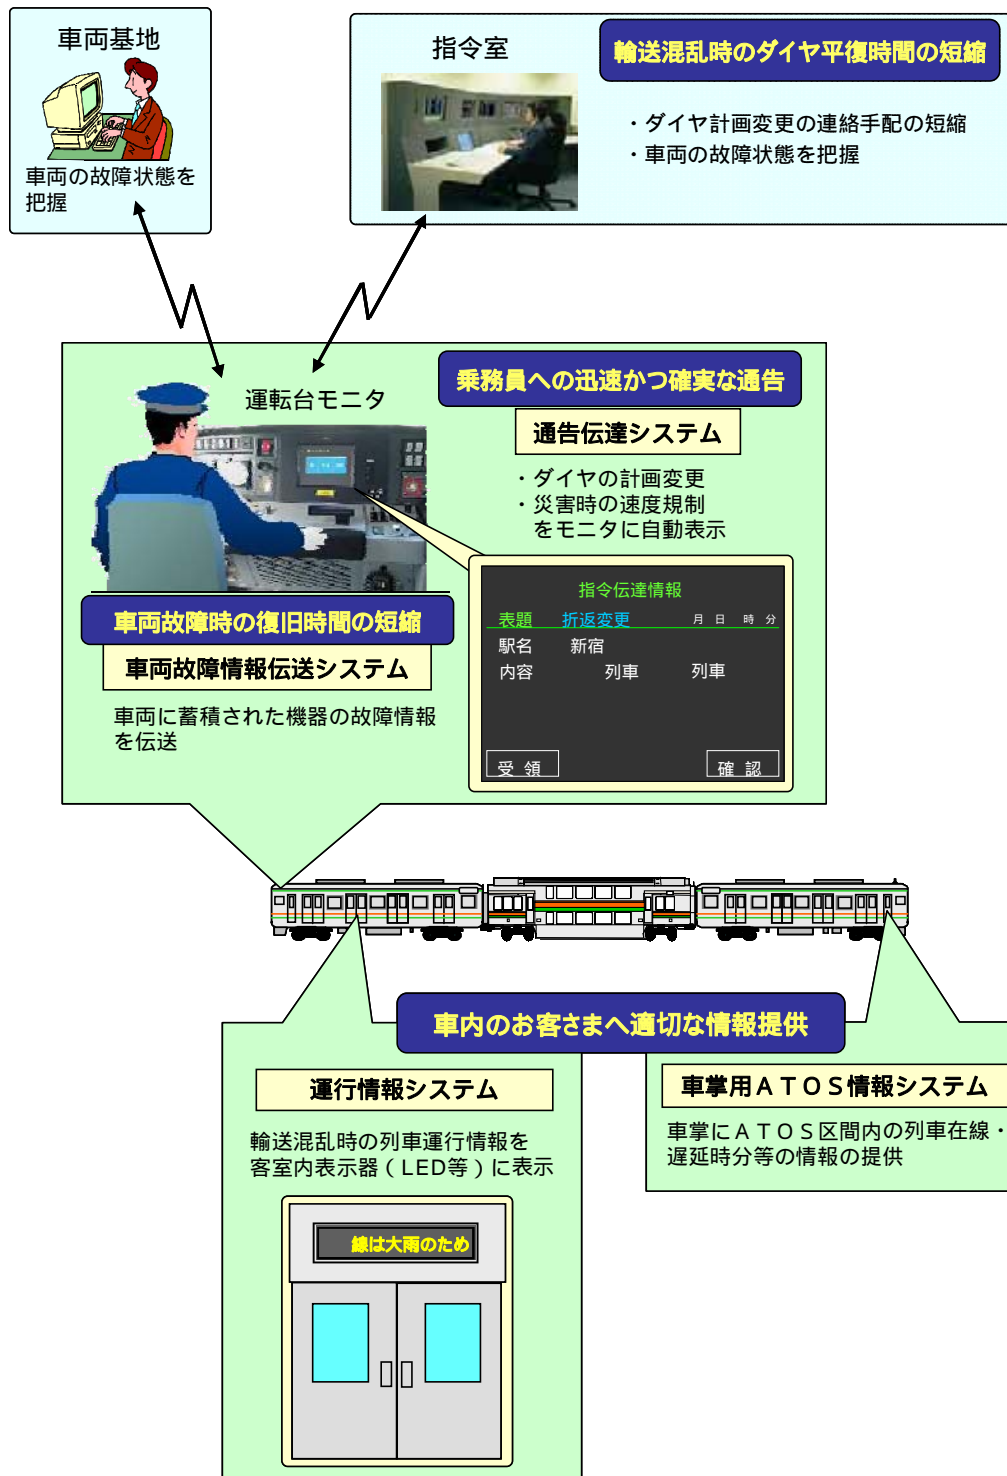 車両基地
車両の故障状態を
把握
指令室
輸送混乱時のダイヤ平復時間の短縮
・ダイヤ計画変更の連絡手配の短縮
・車両の故障状態を把握
運転台モニタ
乗務員への迅速かつ確実な通告
通告伝達システム
・ダイヤの計画変更
・災害時の速度規制
をモニタに自動表示
指令伝達情報
表題 折返変更 月 日 時 分
駅名 新宿
内容 列車 列車
受 領 確 認
車両故障時の復旧時間の短縮
車両故障情報伝送システム
車両に蓄積された機器の故障情報
を伝送
車内のお客さまへ適切な情報提供
運行情報システム
輸送混乱時の列車運行情報を
客室内表示器(LED等)に表示
線は大雨のため
車掌用ATOS情報システム
車掌にATOS区間内の列車在線・
遅延時分等の情報の提供